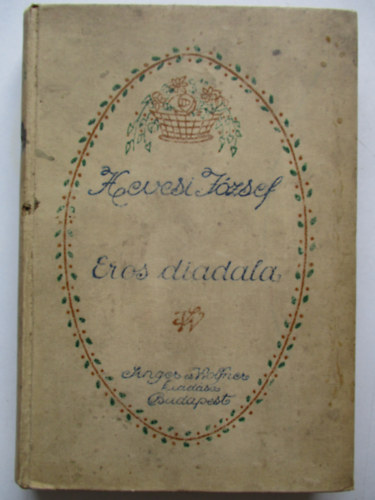 Hevesi József
Eros diadala
Singer és Wolfner
kiadása
Budapest